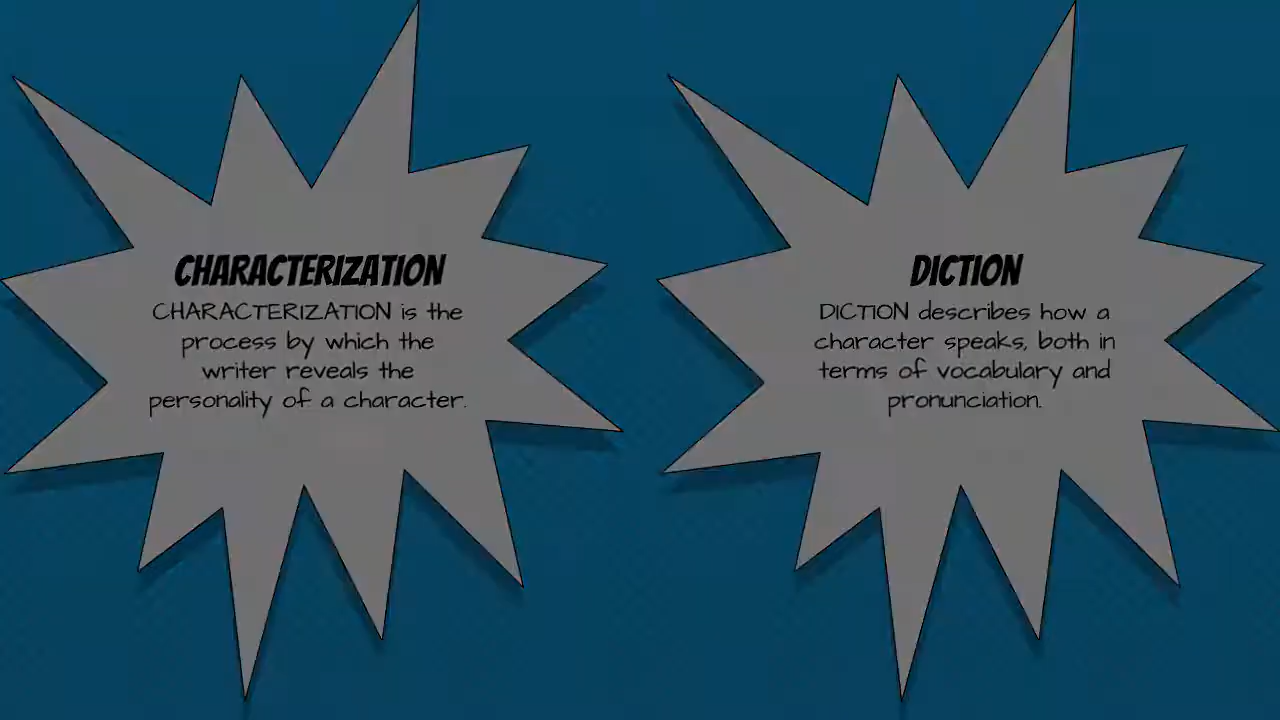 CHARACTERIZATION
CHARACTERIZATION is the
process by which the
writer reveals the
personality of a character.
DICTION
DICTION describes how a
character speaks, both in
terms of vocabulary and
pronunciation.